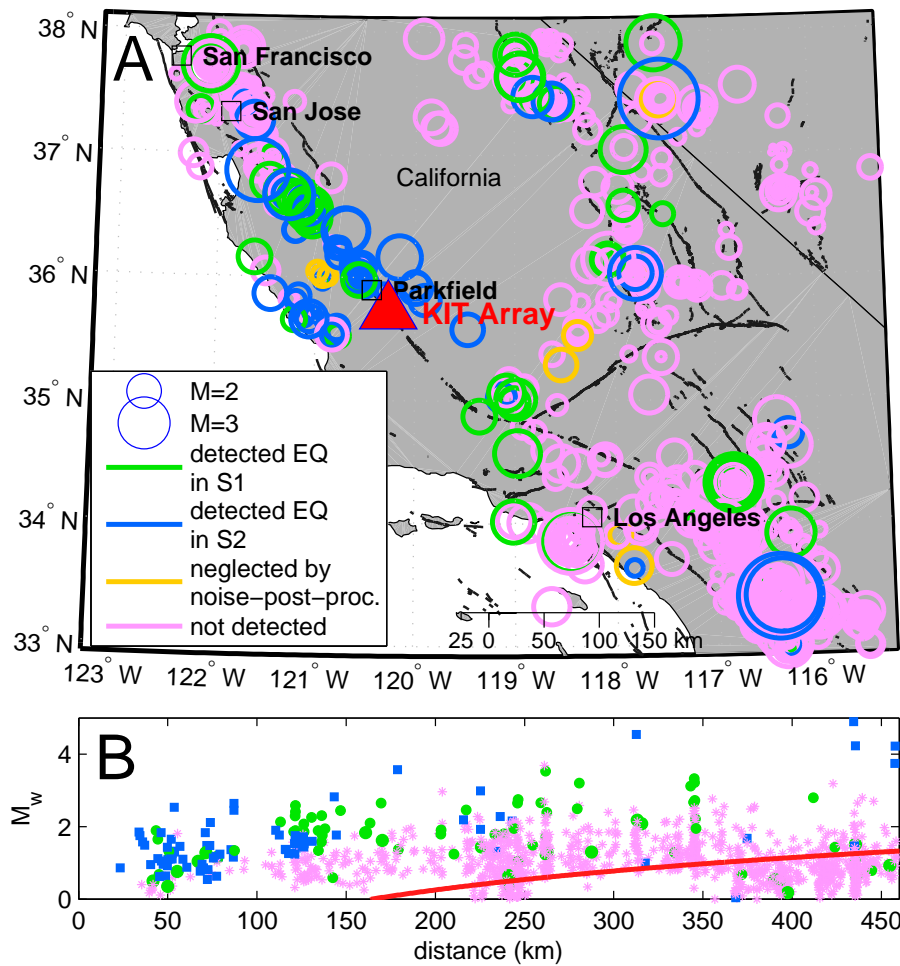 A
38° N
San Francisco
San Jose
37° N
California
36° N
Parkfield
KIT Array
35° N
M=2
M=3
detected EQ
in S1
34° N
Los Angeles
detected EQ
in S2
neglected by
noise−post−proc.
not detected
25 0 50 100 150 km
33° N
123° W
122° W
121° W
120° W
119° W
118° W
117° W
116° W
B
M_w
4
2
0
0 50 100 150 200 250 300 350 400 450
distance (km)